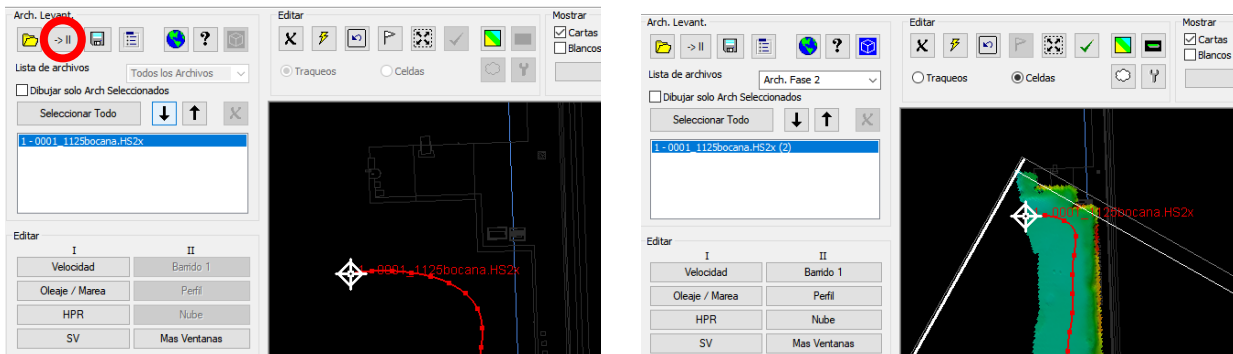 Arch. Levant.
Editar
Mostrar
-> II
?
Cartas
Blancos
Lista de archivos
Todos los Archivos
Traqueos
Celdas
Dibujar solo Arch Seleccionados
Seleccionar Todo
1 - 0001_1125bocana.HS2x
1 - 0001_1125bocana.HS2x
Editar
I
II
Velocidad
Barrido 1
Oleaje / Marea
Perfil
HPR
Nube
SV
Mas Ventanas
Arch. Levant.
Editar
Mostrar
-> II
?
Cartas
Blancos
Lista de archivos
Arch. Fase 2
Traqueos
Celdas
Dibujar solo Arch Seleccionados
Seleccionar Todo
1 - 0001_1125bocana.HS2x (2)
1 - 0001_1125bocana.HS2x
Editar
I
II
Velocidad
Barrido 1
Oleaje / Marea
Perfil
HPR
Nube
SV
Mas Ventanas